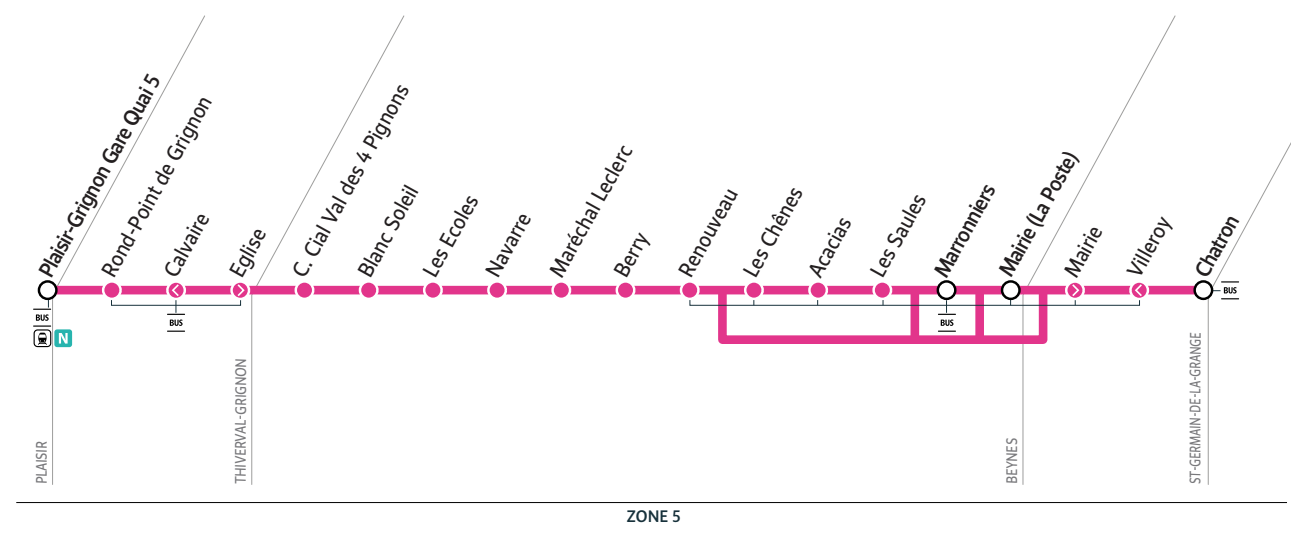 Plaisir-Grignon Gare Quai 5
Rond-Point de Grignon
Calvaire
Eglise
C. Cial Val des 4 Pignons
Blanc Soleil
Les Ecoles
Navarre
Maréchal Leclerc
Berry
Renouveau
Les Chênes
Acacias
Les Saules
Marronniers
Mairie (La Poste)
Mairie
Villeroy
Chatron
BUS
BUS
BUS
BUS
N
PLAISIR
THIVERVAL-GRIGNON
BEYNES
ST-GERMAIN-DE-LA-GRANGE
ZONE 5